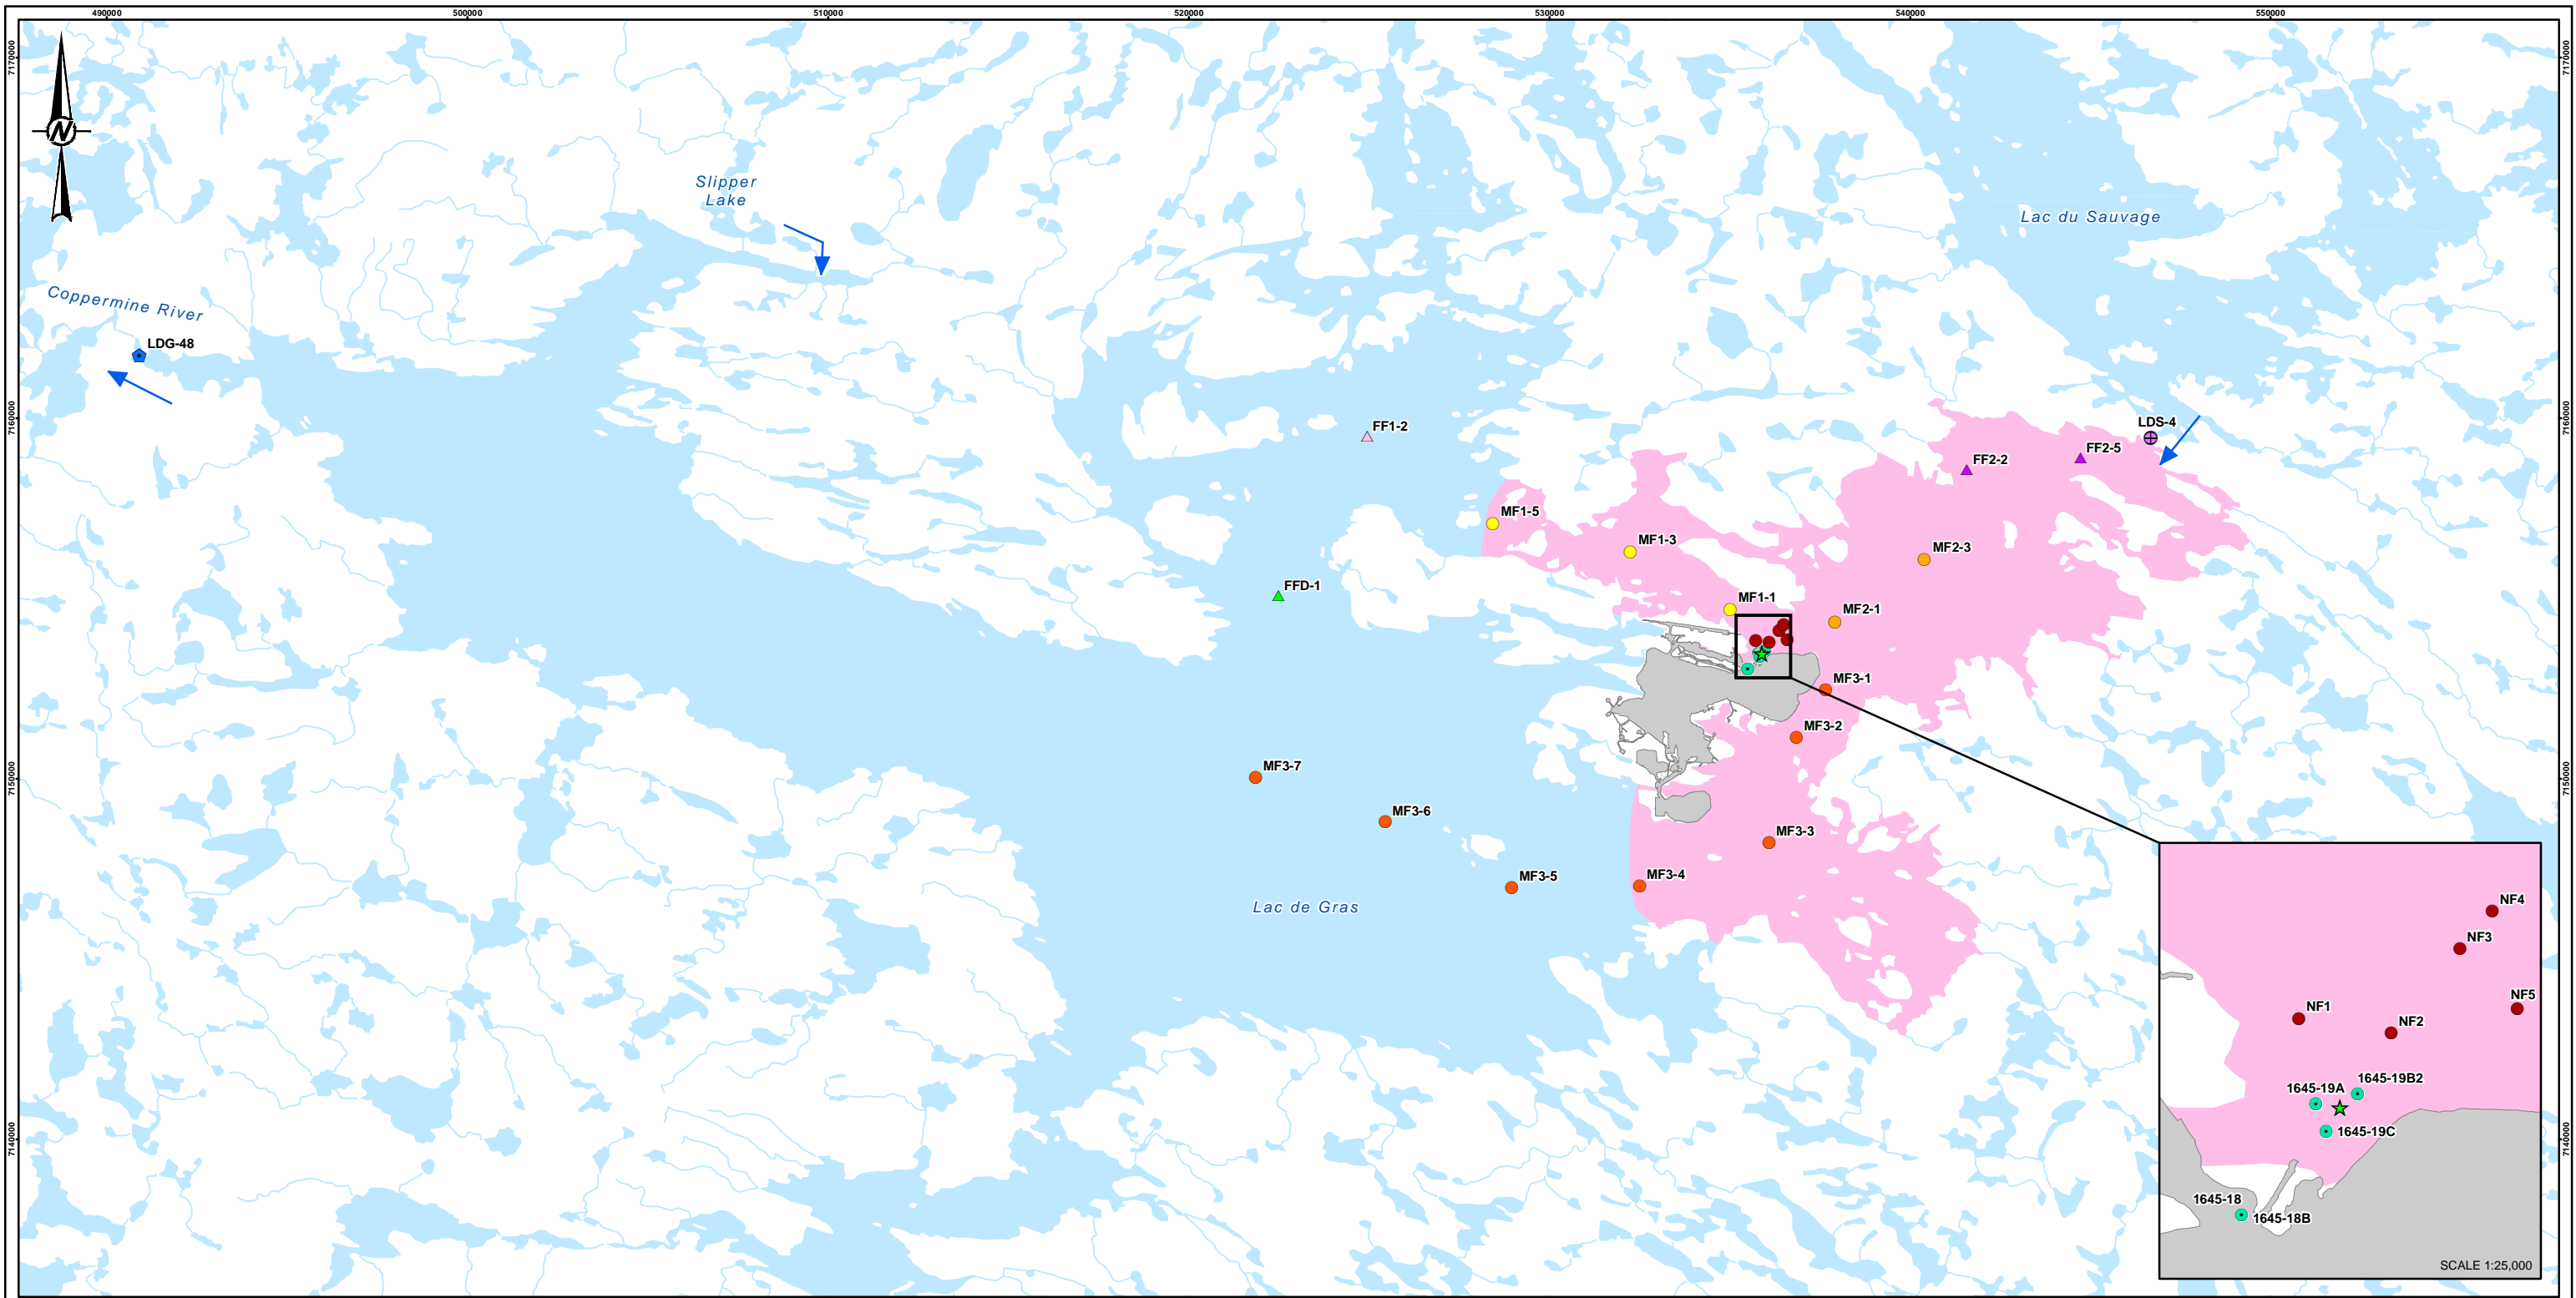 490000
500000
510000
520000
530000
540000
550000
7170000
7170000
N
Slipper
Lake
Lac du Sauvage
Coppermine River
LDG-48
7160000
7160000
FF1-2
LDS-4
FF2-5
FF2-2
MF1-5
MF1-3
MF2-3
FFD-1
MF1-1
MF2-1
MF3-1
MF3-2
7150000
7150000
MF3-7
MF3-6
MF3-3
MF3-5
MF3-4
Lac de Gras
NF4
NF3
NF5
NF1
NF2
1645-19B2
1645-19A
1645-19C
7140000
7140000
1645-18
1645-18B
SCALE 1:25,000